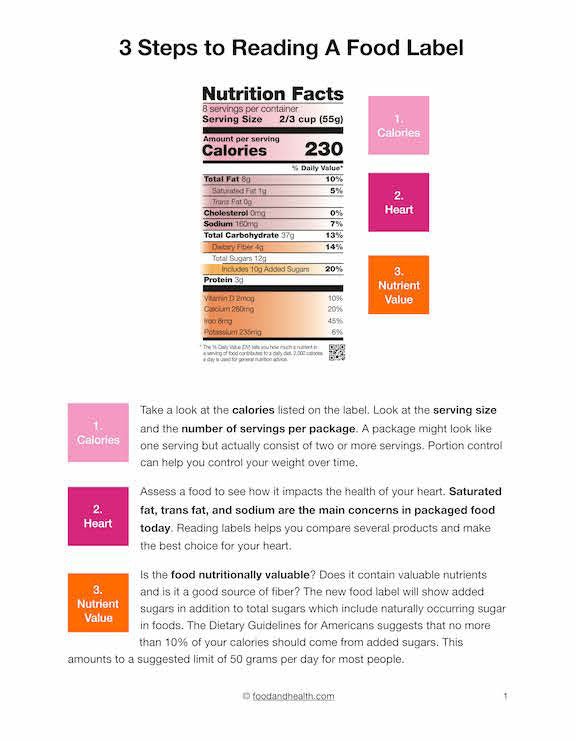 3 Steps to Reading A Food Label
Nutrition Facts
8 servings per container
Serving Size 2/3 cup (55g)
Amount per serving
Calories 230
% Daily Value*
Total Fat 8g 10%
Saturated Fat 1g 5%
Trans Fat 0g
Cholesterol 0mg 0%
Sodium 160mg 7%
Total Carbohydrate 37g 13%
Dietary Fiber 4g 14%
Total Sugars 12g
Includes 10g Added Sugars 20%
Protein 3g
Vitamin D 2mcg 10%
Calcium 260mg 20%
Iron 8mg 45%
Potassium 235mg 6%
* The % Daily Value (DV) tells you how much a nutrient in
a serving of food contributes to a daily diet. 2,000 calories
a day is used for general nutrition advice.
1.
Calories
2.
Heart
3.
Nutrient
Value
1.
Calories
Take a look at the calories listed on the label. Look at the serving size
and the number of servings per package. A package might look like
one serving but actually consist of two or more servings. Portion control
can help you control your weight over time.
2.
Heart
Assess a food to see how it impacts the health of your heart. Saturated
fat, trans fat, and sodium are the main concerns in packaged food
today. Reading labels helps you compare several products and make
the best choice for your heart.
3.
Nutrient
Value
Is the food nutritionally valuable? Does it contain valuable nutrients
and is it a good source of fiber? The new food label will show added
sugars in addition to total sugars which include naturally occurring sugar
in foods. The Dietary Guidelines for Americans suggests that no more
than 10% of your calories should come from added sugars. This
amounts to a suggested limit of 50 grams per day for most people.
© foodandhealth.com 1